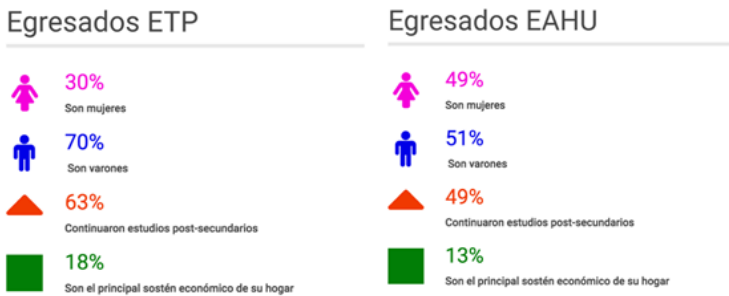 Egresados ETP
30%
Son mujeres
70%
Son varones
63%
Continuaron estudios post-secundarios
18%
Son el principal sostén económico de su hogar
Egresados EAHU
49%
Son mujeres
51%
Son varones
49%
Continuaron estudios post-secundarios
13%
Son el principal sostén económico de su hogar